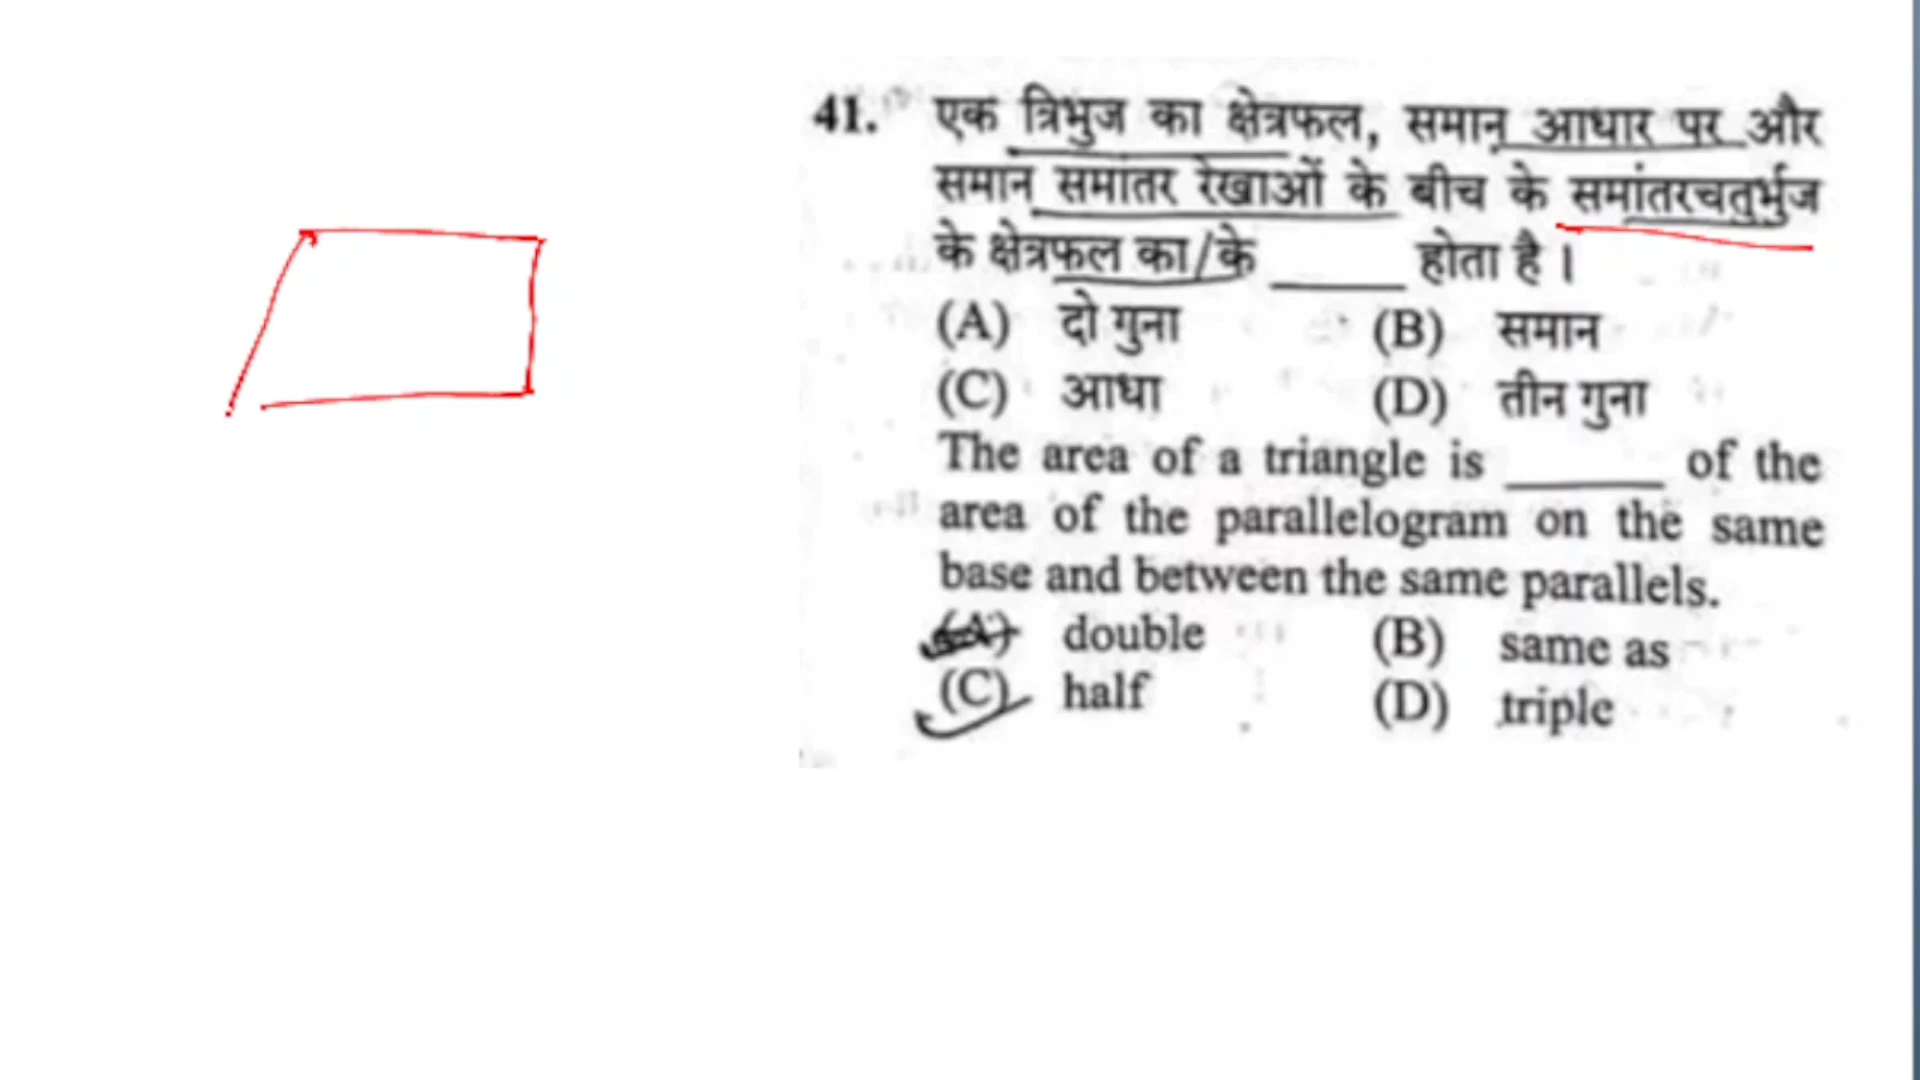 41. एक त्रिभुज का क्षेत्रफल, समान आधार पर और
समान समांतर रेखाओं के बीच के समांतरचतुर्भुज
के क्षेत्रफल का/के ______ होता है।
(A) दो गुना (B) समान
(C) आधा (D) तीन गुना
The area of a triangle is ______ of the
area of the parallelogram on the same
base and between the same parallels.
(A) double (B) same as
(C) half (D) triple